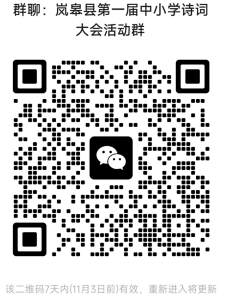 群聊：岚皋县第一届中小学诗词
大会活动群
该二维码7天内(11月3日前)有效，重新进入将更新